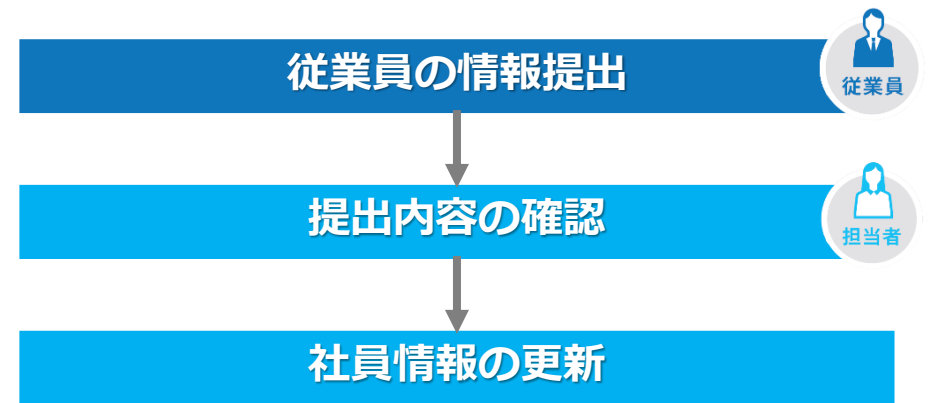 従業員の情報提出
従業員
提出内容の確認
担当者
社員情報の更新